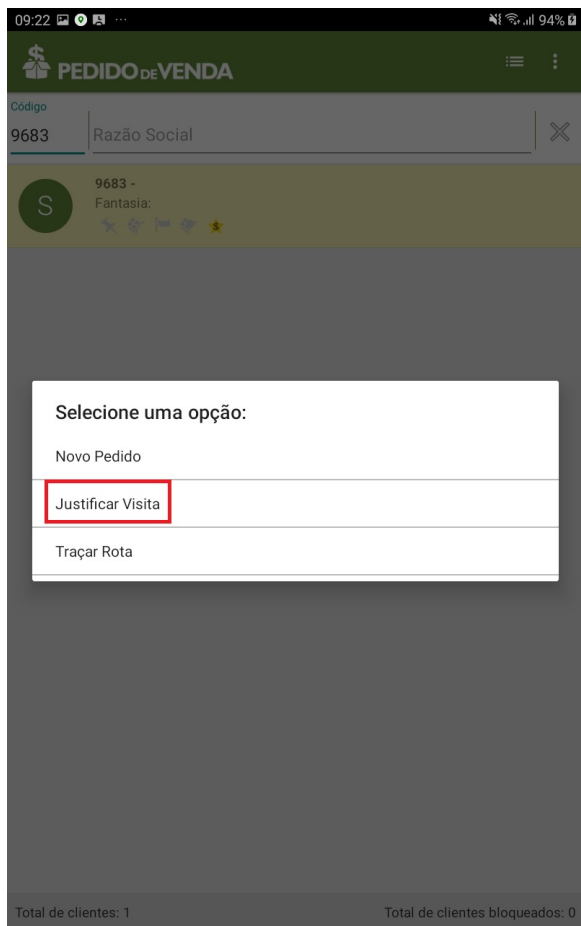 09:22 94%
PEDIDO DE VENDA
Código
9683 Razão Social
9683 -
S Fantasia:
Selecione uma opção:
Novo Pedido
Justificar Visita
Traçar Rota
Total de clientes: 1 Total de clientes bloqueados: 0